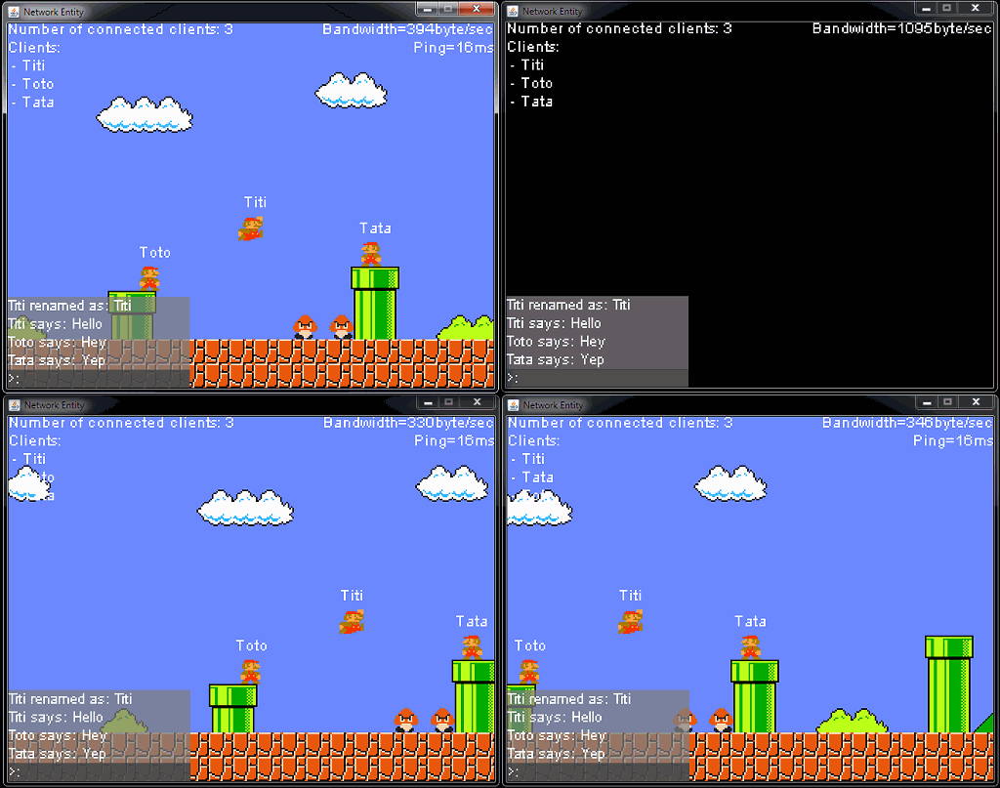 Network Entity
Number of connected clients: 3 Bandwidth=394byte/sec
Clients: Ping=16ms
- Titi
- Toto
- Tata
Titi
Tata
Toto
Titi renamed as: Titi
Titi says: Hello
Toto says: Hey
Tata says: Yep
>:
Network Entity
Number of connected clients: 3 Bandwidth=1095byte/sec
Clients:
- Titi
- Toto
- Tata
Titi renamed as: Titi
Titi says: Hello
Toto says: Hey
Tata says: Yep
>:
Network Entity
Number of connected clients: 3 Bandwidth=330byte/sec
Clients: Ping=16ms
- Titi
Titi
Tata
Toto
Titi renamed as: Titi
Titi says: Hello
Toto says: Hey
Tata says: Yep
>:
Network Entity
Number of connected clients: 3 Bandwidth=346byte/sec
Clients: Ping=16ms
- Titi
- Tata
Titi
Tata
Toto
Titi renamed as: Titi
Titi says: Hello
Toto says: Hey
Tata says: Yep
>: